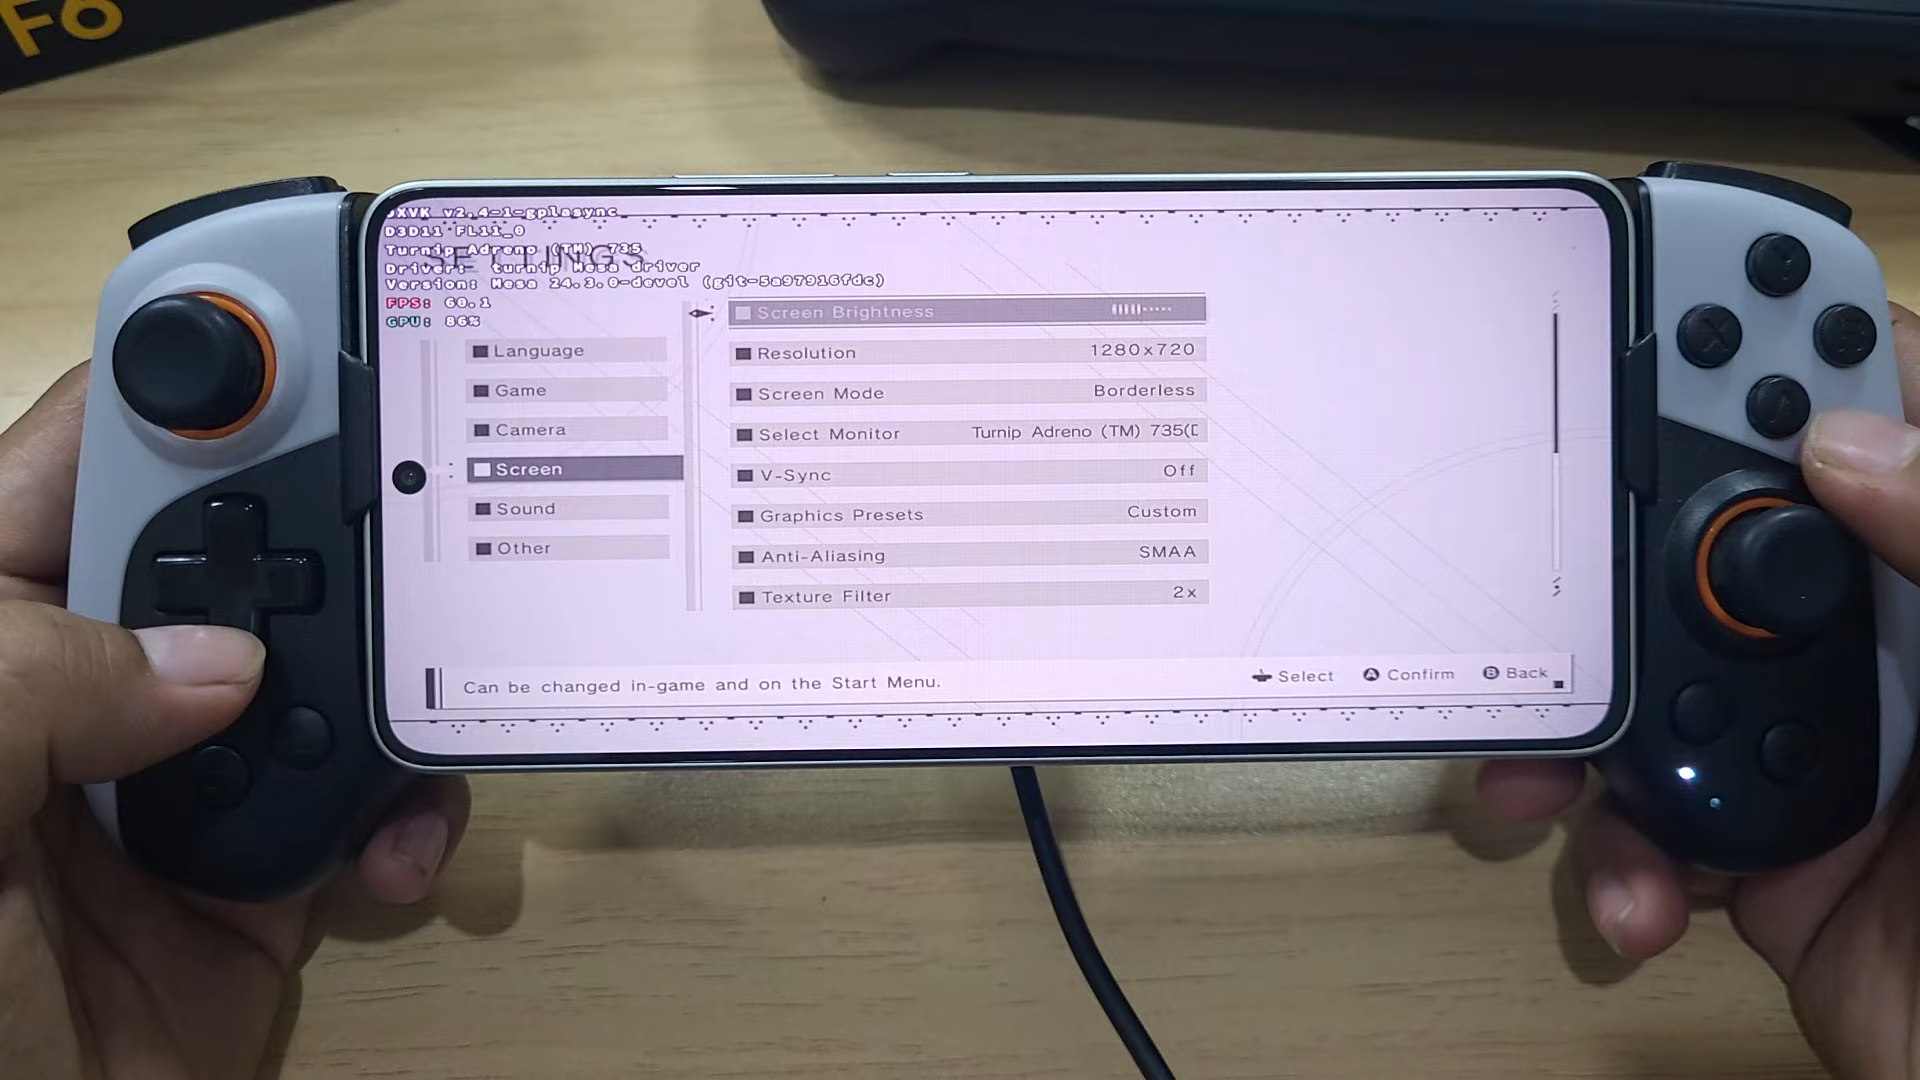 F6
DXVK v2.4-1-gplasync
D3D11 FL11_0
Turnip Adreno (TM) 735
SETTINGS
Driver: turnip Mesa driver
Version: Mesa 24.3.0-devel (git-5a97916fdc)
FPS: 60.1
GPU: 86%
Language
Game
Camera
Screen
Sound
Other
Screen Brightness
Resolution 1280x720
Screen Mode Borderless
Select Monitor Turnip Adreno (TM) 735(
V-Sync Off
Graphics Presets Custom
Anti-Aliasing SMAA
Texture Filter 2x
Can be changed in-game and on the Start Menu.
Select A Confirm B Back
Y
X
B
A